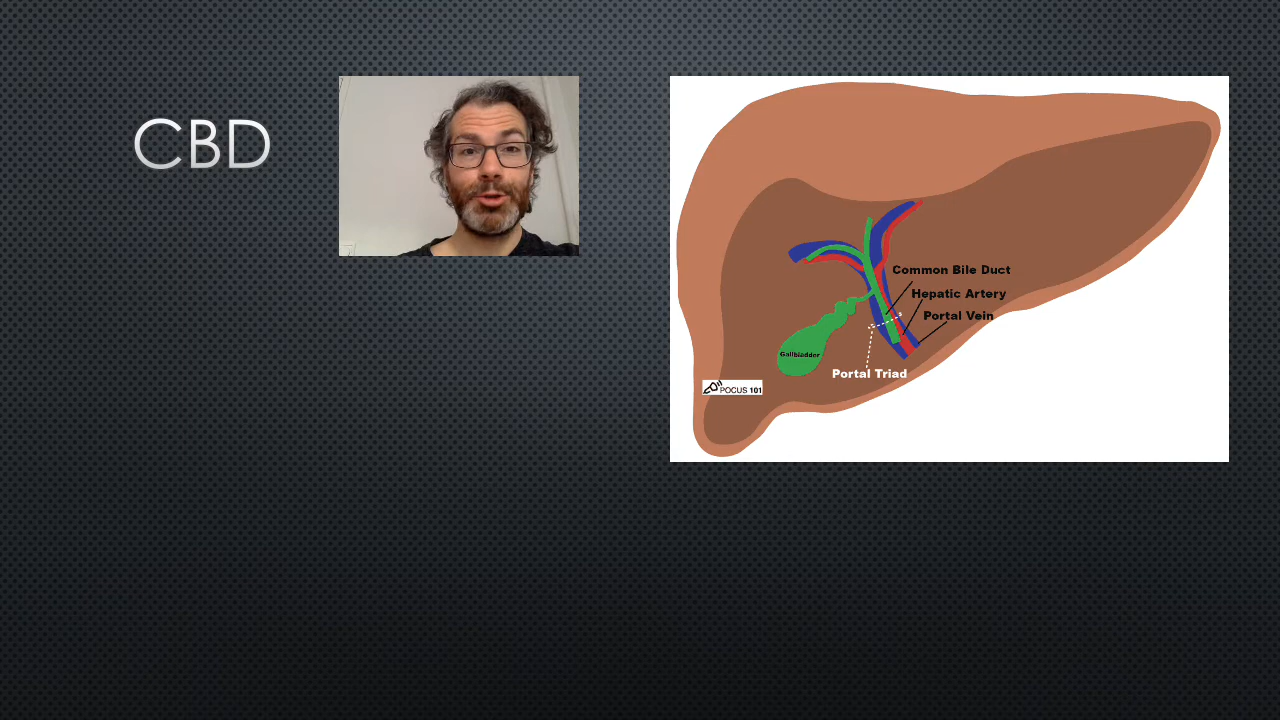 CBD
Common Bile Duct
Hepatic Artery
Portal Vein
Gallbladder
Portal Triad
POCUS 101